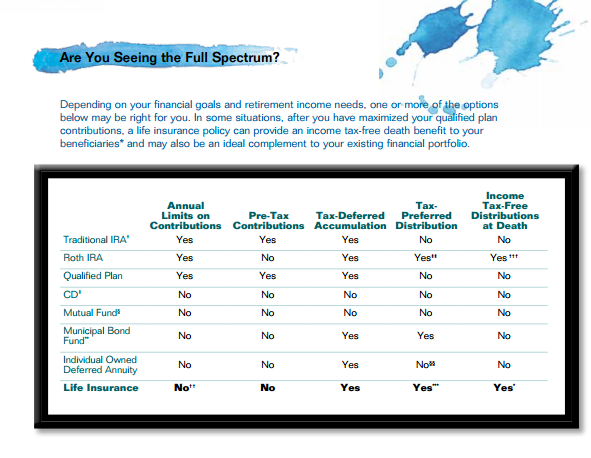 Are You Seeing the Full Spectrum?
Depending on your financial goals and retirement income needs, one or more of the options
below may be right for you. In some situations, after you have maximized your qualified plan
contributions, a life insurance policy can provide an income tax-free death benefit to your
beneficiaries* and may also be an ideal complement to your existing financial portfolio.
Annual Limits on Contributions Pre-Tax Contributions Tax-Deferred Accumulation Tax-Preferred Distribution Income Tax-Free Distributions at Death
Traditional IRA† Yes Yes Yes No No
Roth IRA Yes No Yes Yes‡‡ Yes†††
Qualified Plan Yes Yes Yes No No
CD‡ No No No No No
Mutual Fund§ No No No No No
Municipal Bond Fund** No No Yes Yes No
Individual Owned Deferred Annuity No No Yes No§§ No
Life Insurance No†† No Yes Yes*** Yes*